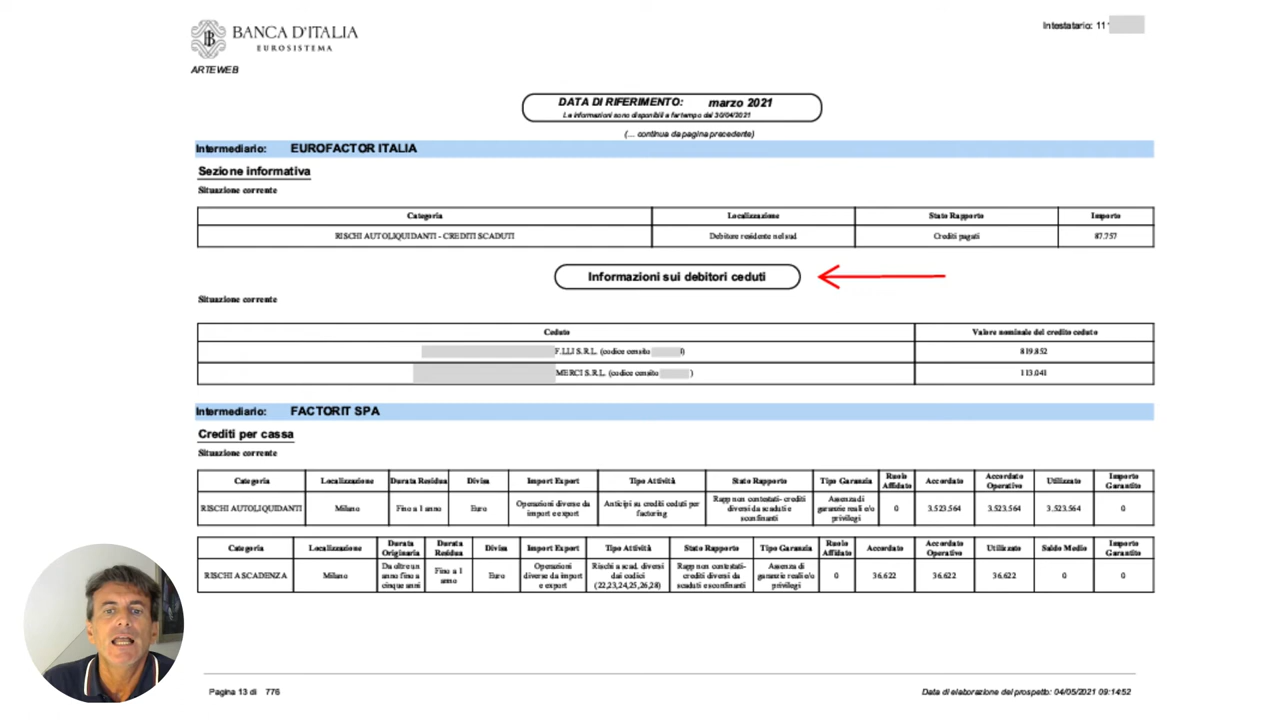 BANCA D'ITALIA
EUROSISTEMA
Intestatario: 111
ARTEWEB
DATA DI RIFERIMENTO: marzo 2021
Le informazioni sono disponibili a far tempo dal 30/04/2021
(... continua da pagina precedente)
Intermediario: EUROFACTOR ITALIA
Sezione informativa
Situazione corrente
Categoria Localizzazione Stato Rapporto Importo
RISCHI AUTOLIQUIDANTI - CREDITI SCADUTI Debitore residente nel sud Crediti pagati 87.757
Informazioni sui debitori ceduti
Situazione corrente
Ceduto Valore nominale del credito ceduto
F.LLI S.R.L. (codice censito ) 819.852
MERCI S.R.L. (codice censito ) 113.041
Intermediario: FACTORIT SPA
Crediti per cassa
Situazione corrente
Categoria Localizzazione Durata Residua Divisa Import Export Tipo Attività Stato Rapporto Tipo Garanzia Ruolo Affidato Accordato Accordato Operativo Utilizzato Importo Garantito
RISCHI AUTOLIQUIDANTI Milano Fino a 1 anno Euro Operazioni diverse da import e export Anticipi su crediti ceduti per factoring Rapp non contestati- crediti diversi da scaduti e sconfinanti Assenza di garanzie reali e/o privilegi 0 3.523.564 3.523.564 3.523.564 0
Categoria Localizzazione Durata Originaria Durata Residua Divisa Import Export Tipo Attività Stato Rapporto Tipo Garanzia Ruolo Affidato Accordato Accordato Operativo Utilizzato Saldo Medio Importo Garantito
RISCHI A SCADENZA Milano Da oltre un anno fino a cinque anni Fino a 1 anno Euro Operazioni diverse da import e export Rischi a scad. diversi dai codici (22,23,24,25,26,28) Rapp non contestati- crediti diversi da scaduti e sconfinanti Assenza di garanzie reali e/o privilegi 0 36.622 36.622 36.622 0 0
Pagina 13 di 776
Data di elaborazione del prospetto: 04/05/2021 09:14:52